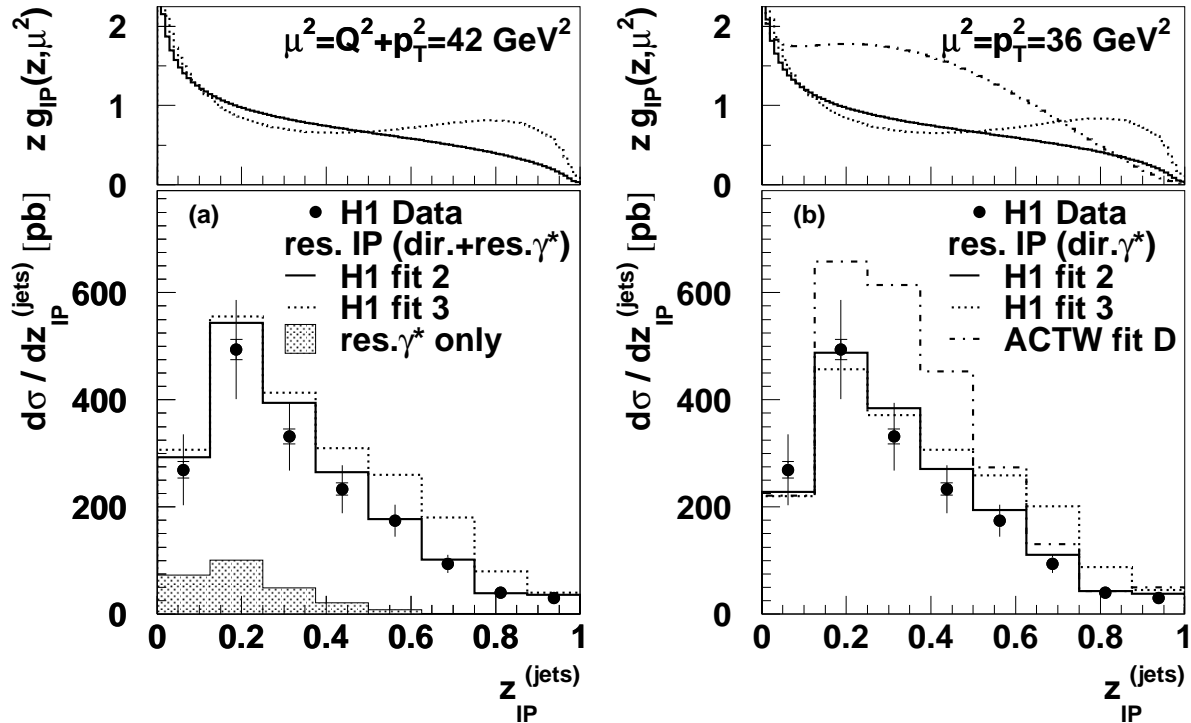 z g_IP(z,μ²)
2
1
0
μ²=Q²+p_T²=42 GeV²
dσ / dz_IP^(jets) [pb]
600
400
200
0
(a)
H1 Data
res. IP (dir.+res.γ*)
H1 fit 2
H1 fit 3
res.γ* only
0 0.2 0.4 0.6 0.8 1
z_IP^(jets)
z g_IP(z,μ²)
2
1
0
μ²=p_T²=36 GeV²
dσ / dz_IP^(jets) [pb]
600
400
200
0
(b)
H1 Data
res. IP (dir.γ*)
H1 fit 2
H1 fit 3
ACTW fit D
0 0.2 0.4 0.6 0.8 1
z_IP^(jets)